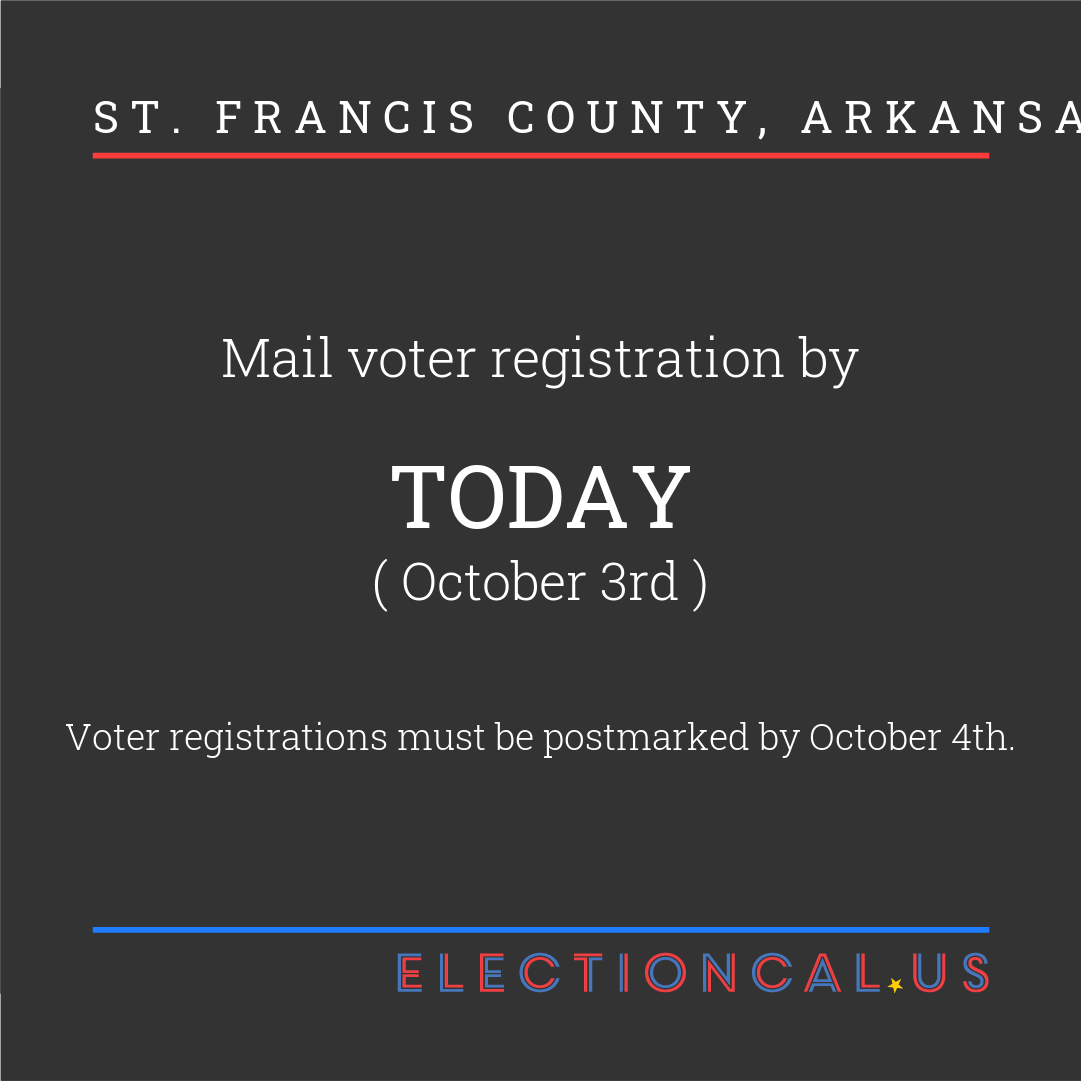 ST. FRANCIS COUNTY, ARKANSA
Mail voter registration by
TODAY
( October 3rd )
Voter registrations must be postmarked by October 4th.
ELECTIONCAL.US